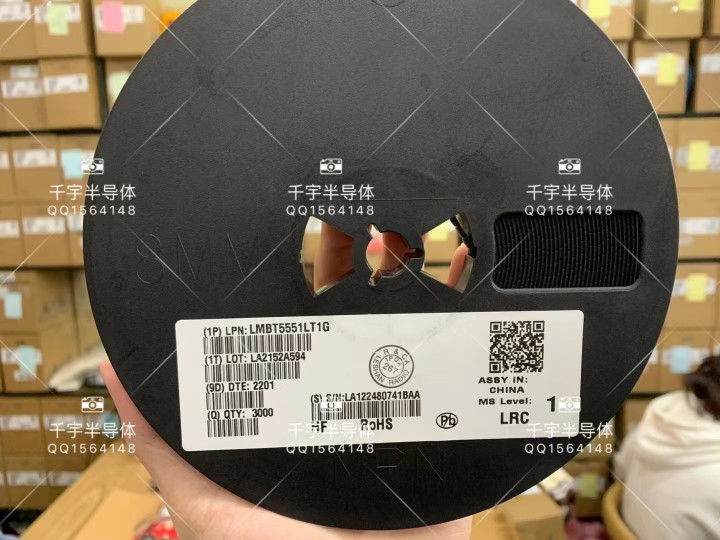 千宇半导体 千宇半导体 千宇半导体
QQ1564148 QQ1564148 QQ1564148
(1P) LPN: LMBT5551LT1G
(1T) LOT: LA2152A594
(9D) DTE: 2201
(Q) QTY: 3000
(S) S/N:LA122480741BAA
HF RoHS
Pb
LESHAN RADIO
ASSY IN:
CHINA
MS Level: 1
LRC
千宇半导体 千宇半导体 千宇半导体
QQ1564148 QQ1564148 QQ1564148